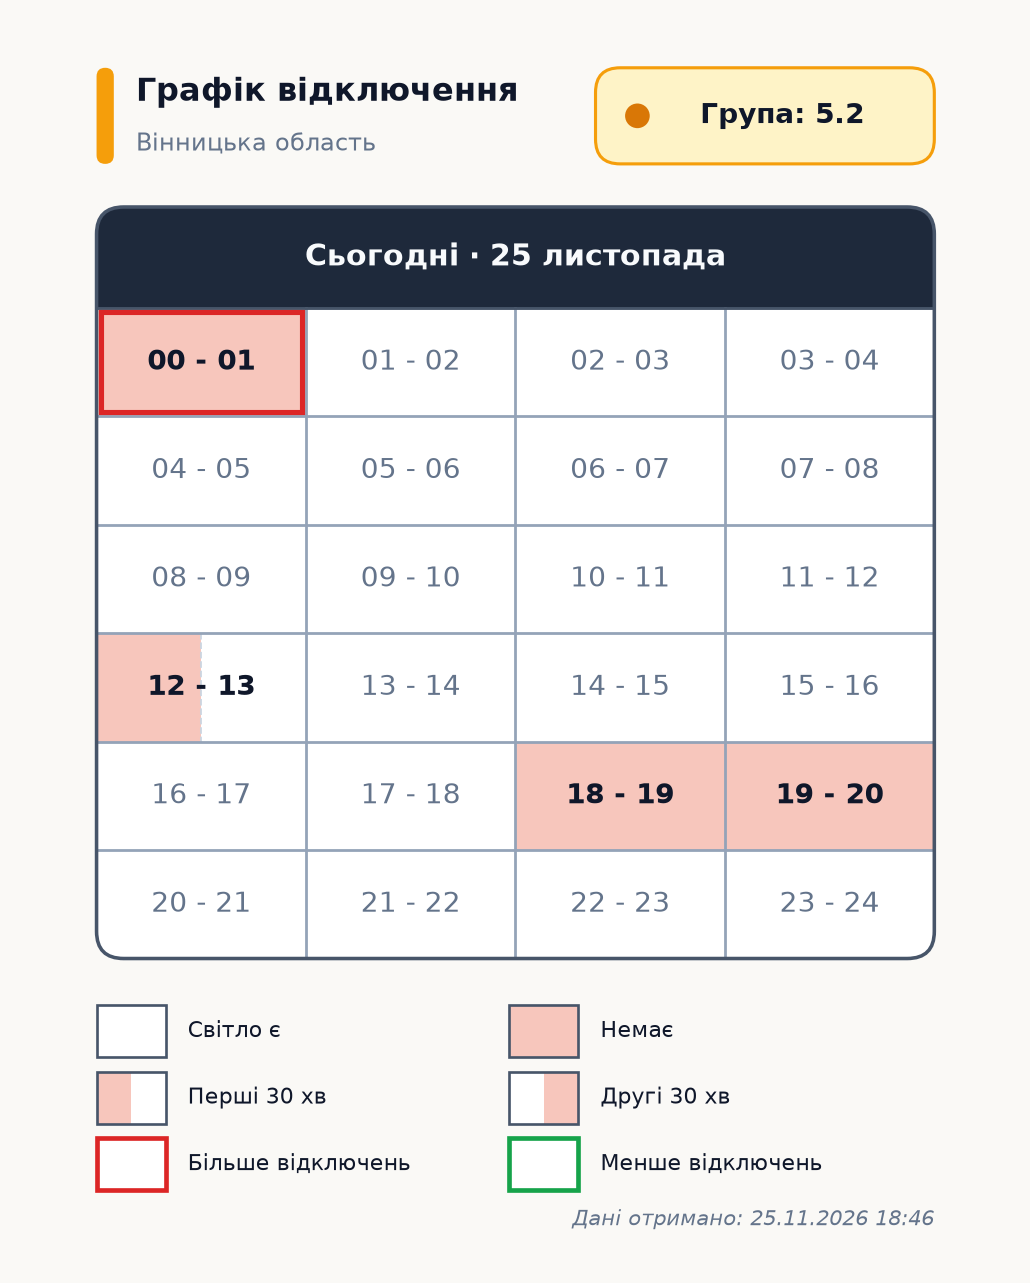 Графік відключення
Вінницька область
Група: 5.2
Сьогодні · 25 листопада
00 - 01 01 - 02 02 - 03 03 - 04
04 - 05 05 - 06 06 - 07 07 - 08
08 - 09 09 - 10 10 - 11 11 - 12
12 - 13 13 - 14 14 - 15 15 - 16
16 - 17 17 - 18 18 - 19 19 - 20
20 - 21 21 - 22 22 - 23 23 - 24
Світло є Немає
Перші 30 хв Другі 30 хв
Більше відключень Менше відключень
Дані отримано: 25.11.2026 18:46